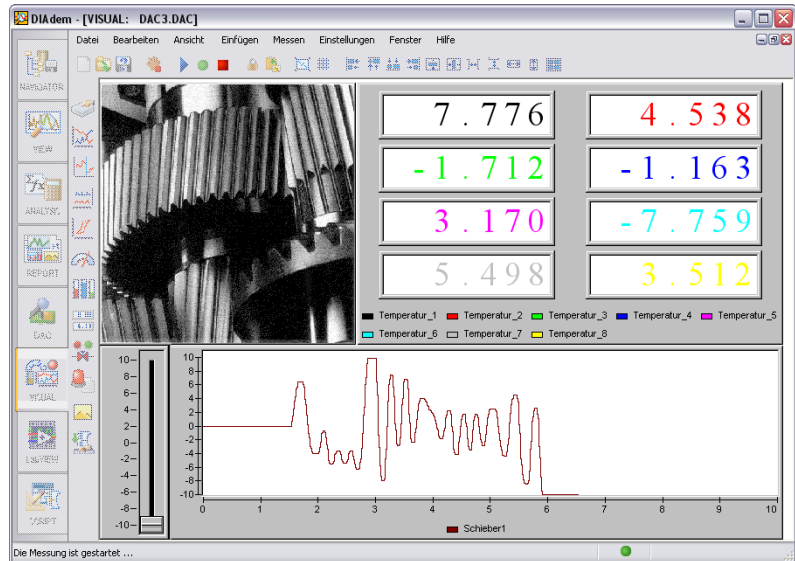 DIAdem - [VISUAL:   DAC3.DAC]
Datei Bearbeiten Ansicht Einfügen Messen Einstellungen Fenster Hilfe
NAVIGATOR
VIEW
ANALYSIS
REPORT
DAC
VISUAL
LabVIEW
SCRIPT
7.776 4.538
-1.712 -1.163
3.170 -7.759
5.498 3.512
Temperatur_1 Temperatur_2 Temperatur_3 Temperatur_4 Temperatur_5
Temperatur_6 Temperatur_7 Temperatur_8
10
8
6
4
2
0
-2
-4
-6
-8
-10
10
8
6
4
2
0
-2
-4
-6
-8
-10
0 1 2 3 4 5 6 7 8 9 10
Schieber1
Die Messung ist gestartet ...